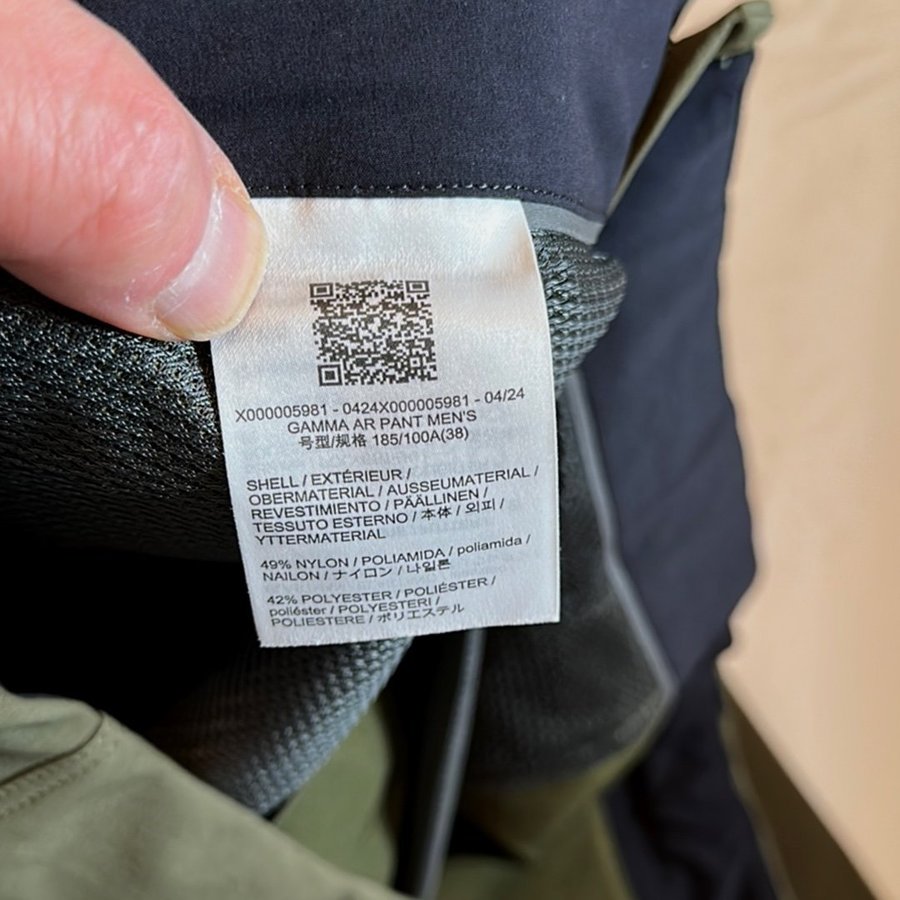 X000005981 - 0424X000005981 - 04/24
GAMMA AR PANT MEN'S
号型/规格 185/100A(38)
SHELL / EXTÉRIEUR /
OBERMATERIAL / AUSSEUMATERIAL /
REVESTIMIENTO / PÄÄLLINEN /
TESSUTO ESTERNO / 本体 / 외피 /
YTTERMATERIAL
49% NYLON / POLIAMIDA / poliamida /
NAILON / ナイロン / 나일론
42% POLYESTER / POLIÉSTER /
poliéster / POLYESTERI /
POLIESTERE / ポリエステル